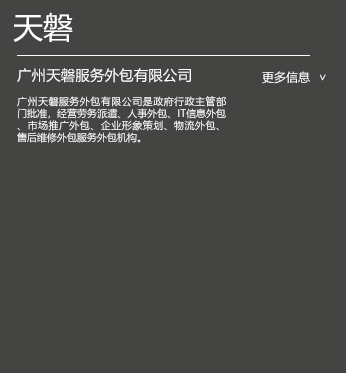 天磐
广州天磐服务外包有限公司
更多信息 ∨
广州天磐服务外包有限公司是政府行政主管部
门批准，经营劳务派遣、人事外包、IT信息外包
、市场推广外包、企业形象策划、物流外包、
售后维修外包服务外包机构。